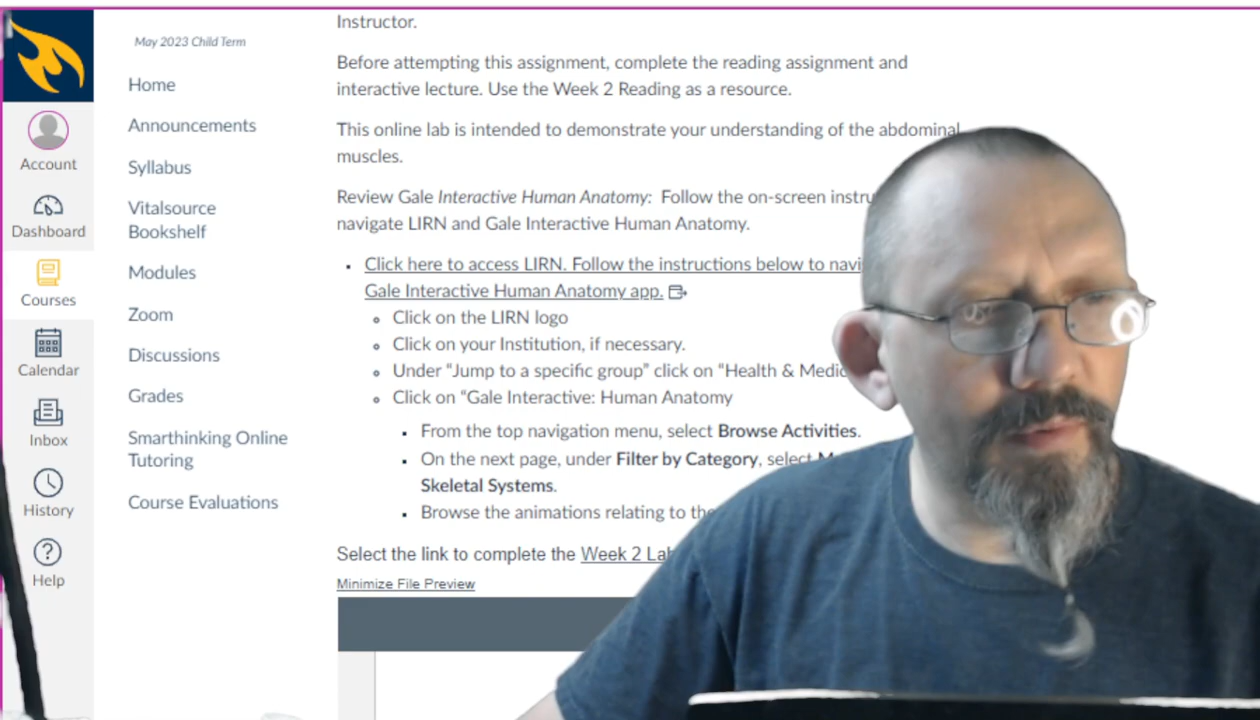 Instructor.
May 2023 Child Term
Before attempting this assignment, complete the reading assignment and
interactive lecture. Use the Week 2 Reading as a resource.
This online lab is intended to demonstrate your understanding of the abdominal
muscles.
Review Gale Interactive Human Anatomy: Follow the on-screen
navigate LIRN and Gale Interactive Human Anatomy.
Click here to access LIRN. Follow the instructions below to
Gale Interactive Human Anatomy app.
Click on the LIRN logo
Click on your Institution, if necessary.
Under “Jump to a specific group” click on “Health &
Click on “Gale Interactive: Human Anatomy
From the top navigation menu, select Browse Activities.
On the next page, under Filter by Category, select
Skeletal Systems.
Browse the animations relating to the
Select the link to complete the Week 2
Minimize File Preview
Account
Dashboard
Courses
Calendar
Inbox
History
Help
Home
Announcements
Syllabus
Vitalsource
Bookshelf
Modules
Zoom
Discussions
Grades
Smarthinking Online
Tutoring
Course Evaluations